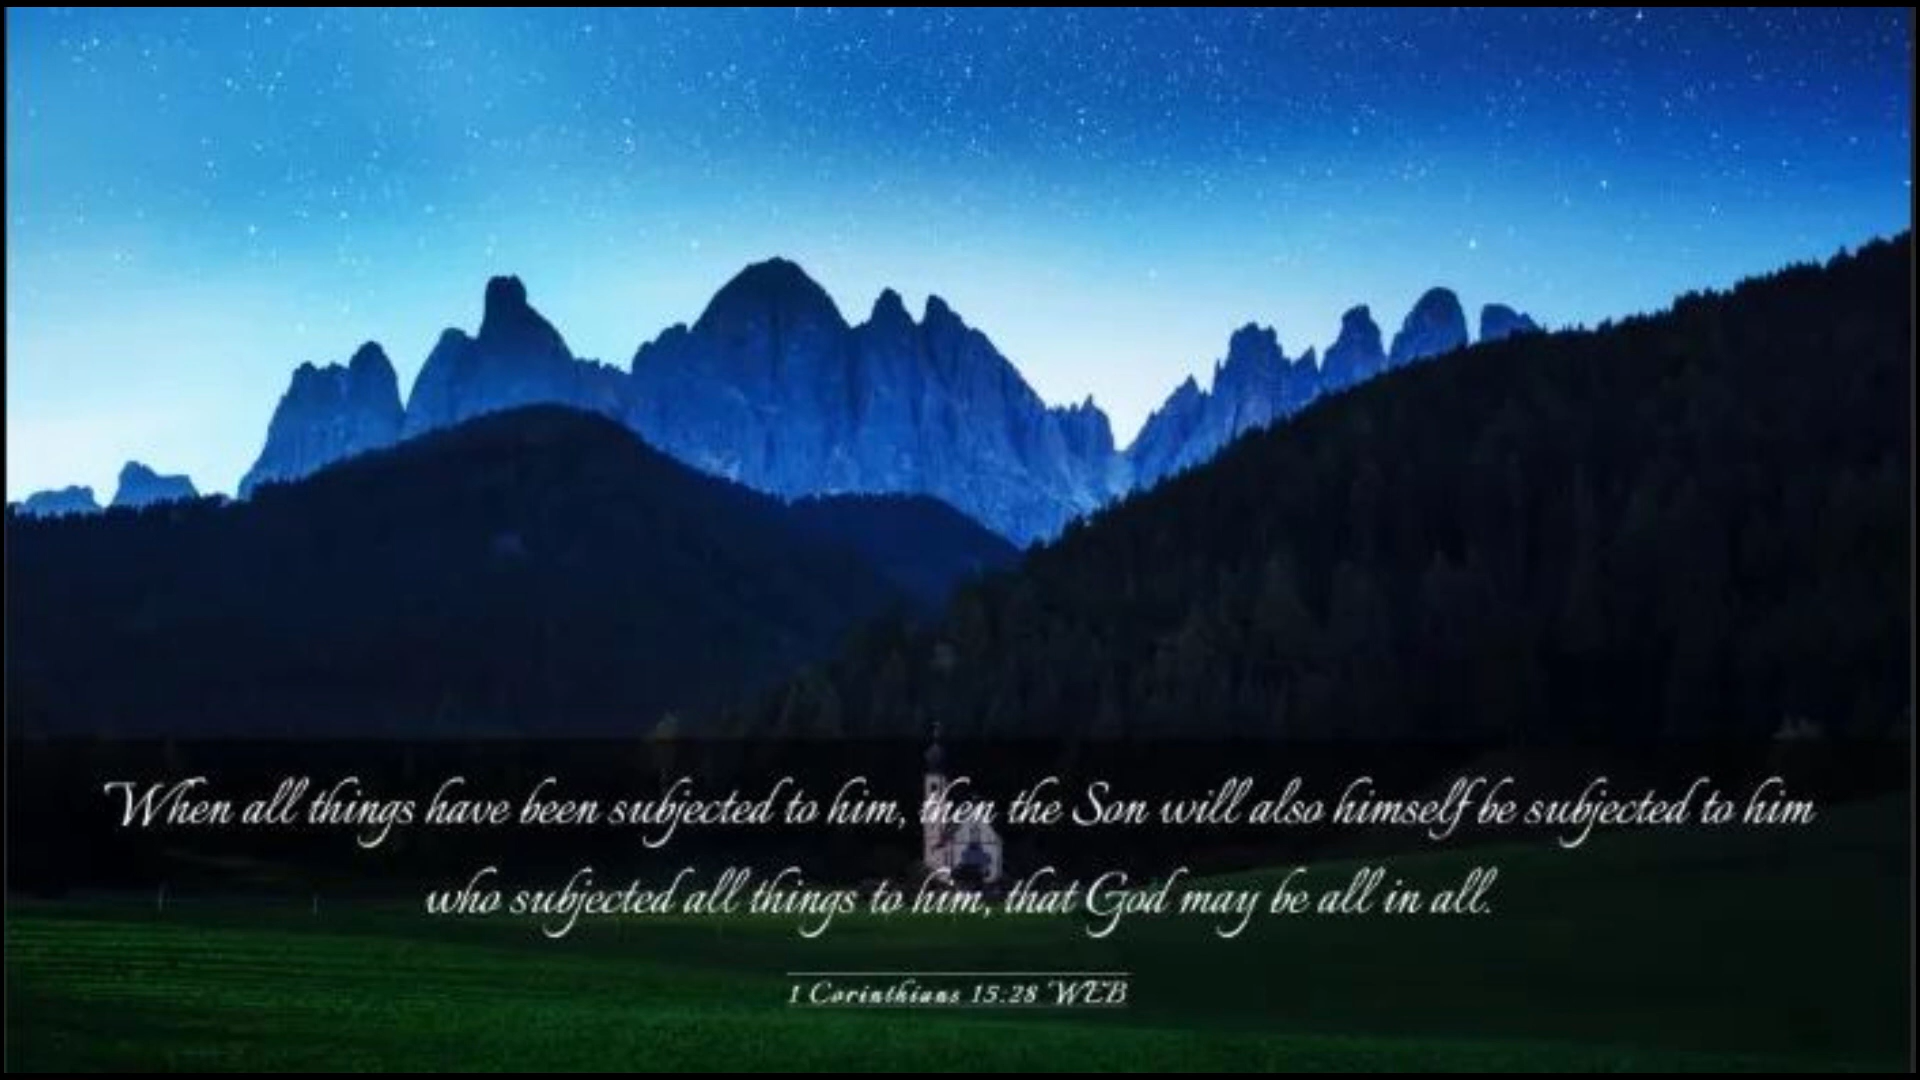 When all things have been subjected to him, then the Son will also himself be subjected to him
who subjected all things to him, that God may be all in all.
1 Corinthians 15:28 WEB